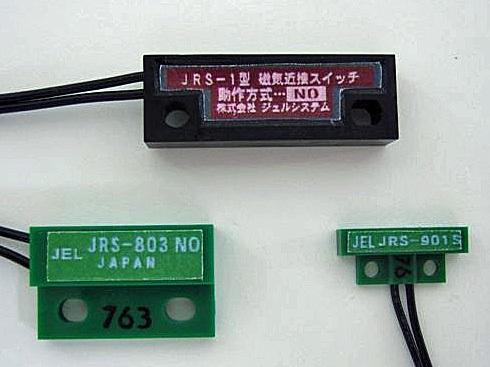 JRS-1型 磁気近接スイッチ
動作方式…NO
株式会社 ジェルシステム
JEL JRS-803 NO
JAPAN
763
JEL JRS-901S
76